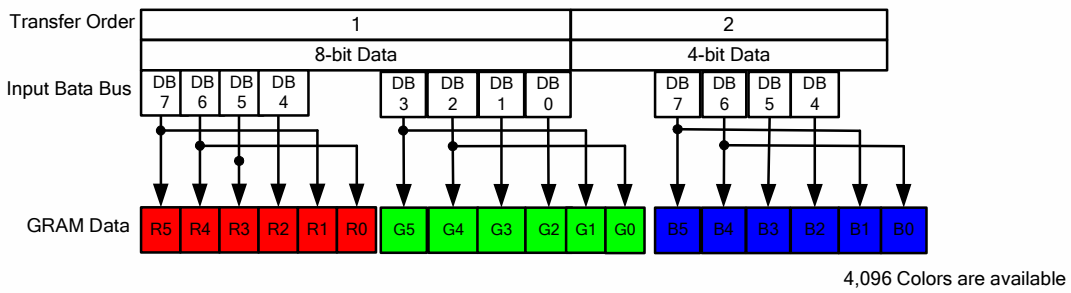 Transfer Order 1 2
8-bit Data 4-bit Data
Input Bata Bus DB 7 DB 6 DB 5 DB 4 DB 3 DB 2 DB 1 DB 0 DB 7 DB 6 DB 5 DB 4
GRAM Data R5 R4 R3 R2 R1 R0 G5 G4 G3 G2 G1 G0 B5 B4 B3 B2 B1 B0
4,096 Colors are available